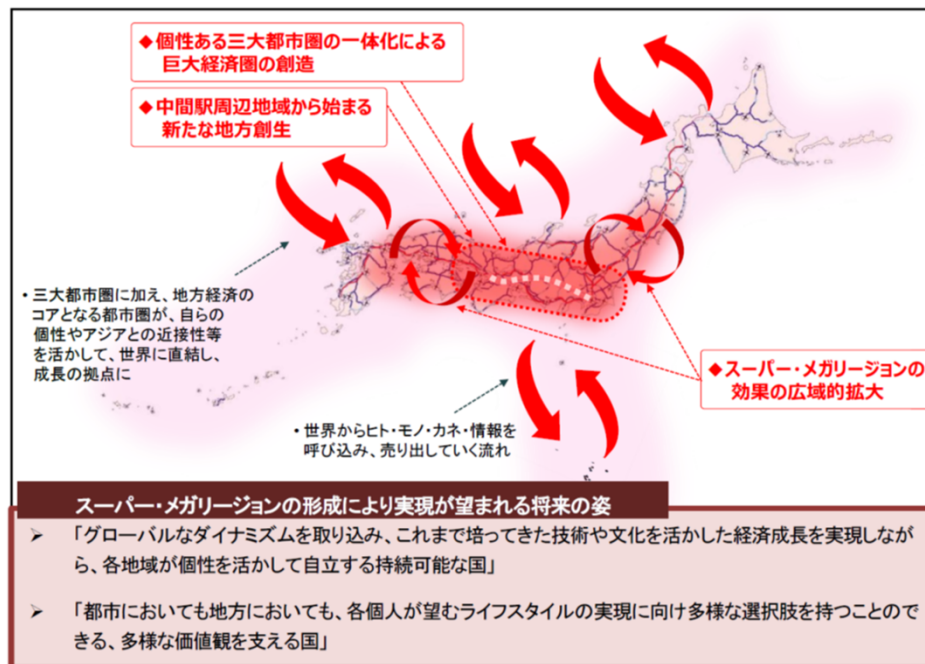 ◆個性ある三大都市圏の一体化による
巨大経済圏の創造
◆中間駅周辺地域から始まる
新たな地方創生
・三大都市圏に加え、地方経済の
コアとなる都市圏が、自らの
個性やアジアとの近接性等
を活かして、世界に直結し、
成長の拠点に
◆スーパー・メガリージョンの
効果の広域的拡大
・世界からヒト・モノ・カネ・情報を
呼び込み、売り出していく流れ
スーパー・メガリージョンの形成により実現が望まれる将来の姿
➢ 「グローバルなダイナミズムを取り込み、これまで培ってきた技術や文化を活かした経済成長を実現しなが
ら、各地域が個性を活かして自立する持続可能な国」
➢ 「都市においても地方においても、各個人が望むライフスタイルの実現に向け多様な選択肢を持つことので
きる、多様な価値観を支える国」